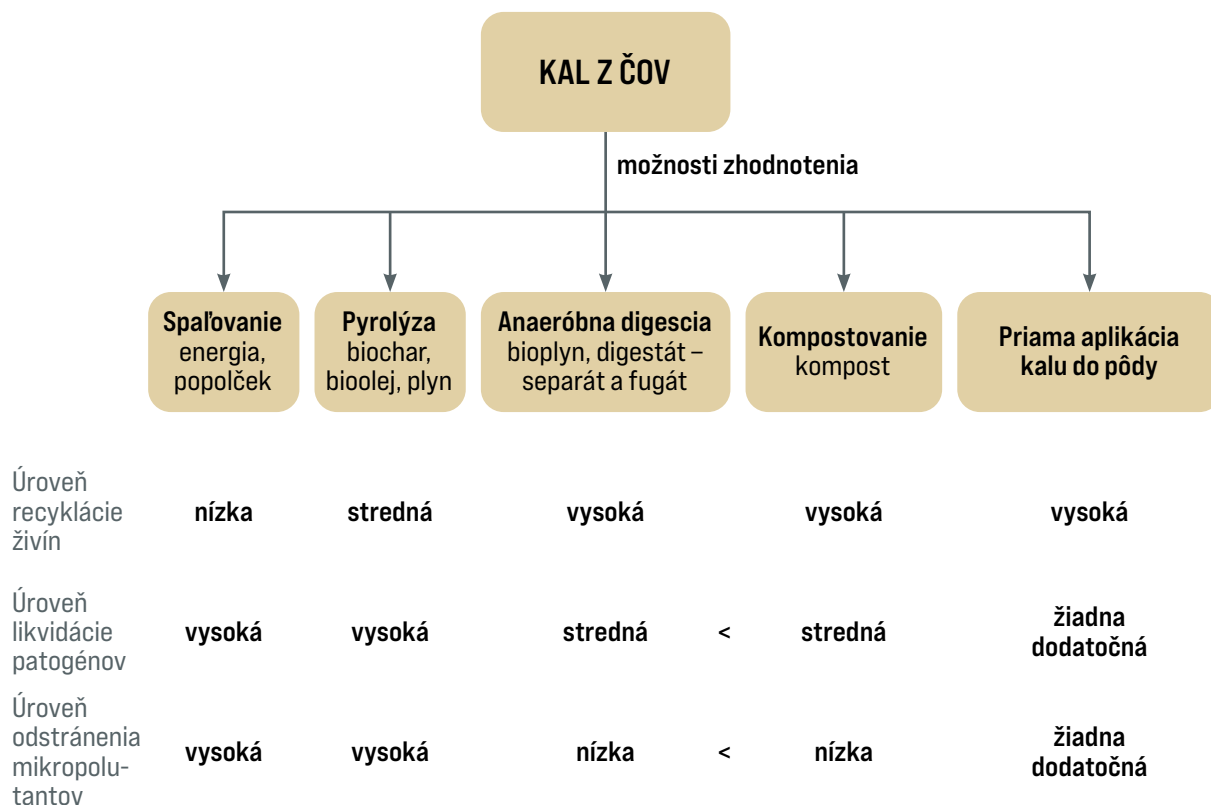 KAL Z ČOV
možnosti zhodnotenia
Spaľovanie
energia,
popolček
Pyrolýza
biochar,
bioolej, plyn
Anaeróbna digescia
bioplyn, digestát –
separát a fugát
Kompostovanie
kompost
Priama aplikácia
kalu do pôdy
Úroveň
recyklácie
živín
nízka
stredná
vysoká
vysoká
vysoká
Úroveň
likvidácie
patogénov
vysoká
vysoká
stredná
<
stredná
žiadna
dodatočná
Úroveň
odstránenia
mikropolu-
tantov
vysoká
vysoká
nízka
<
nízka
žiadna
dodatočná